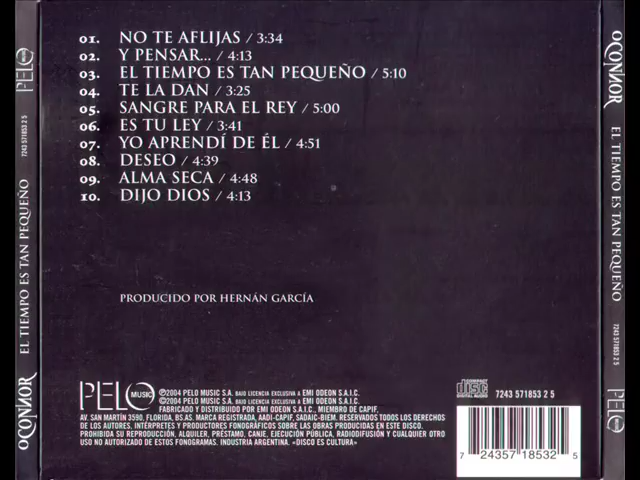 01. NO TE AFLIJAS / 3:34
02. Y PENSAR... / 4:13
03. EL TIEMPO ES TAN PEQUEÑO / 5:10
04. TE LA DAN / 3:25
05. SANGRE PARA EL REY / 5:00
06. ES TU LEY / 3:41
07. YO APRENDÍ DE ÉL / 4:51
08. DESEO / 4:39
09. ALMA SECA / 4:48
10. DIJO DIOS / 4:13
PRODUCIDO POR HERNÁN GARCÍA
PELO MUSIC
℗2004 PELO MUSIC S.A. BAJO LICENCIA EXCLUSIVA A EMI ODEON S.A.I.C.
©2004 PELO MUSIC S.A. BAJO LICENCIA EXCLUSIVA A EMI ODEON S.A.I.C.
FABRICADO Y DISTRIBUIDO POR EMI ODEON S.A.I.C., MIEMBRO DE CAPIF,
AV. SAN MARTÍN 3590, FLORIDA, BS.AS. MARCA REGISTRADA, AADI-CAPIF, SADAIC-BIEM. RESERVADOS TODOS LOS DERECHOS
DE LOS AUTORES, INTÉRPRETES Y PRODUCTORES FONOGRÁFICOS SOBRE LAS OBRAS PRODUCIDAS EN ESTE DISCO.
PROHIBIDA SU REPRODUCCIÓN, ALQUILER, PRÉSTAMO, CANJE, EJECUCIÓN PÚBLICA, RADIODIFUSIÓN Y CUALQUIER OTRO
USO NO AUTORIZADO DE ESTOS FONOGRAMAS. INDUSTRIA ARGENTINA. «DISCO ES CULTURA»
COMPACT
disc
DIGITAL AUDIO
7243 571853 2 5
7 24357 18532 5
PELO MUSIC
7243 571853 2 5
EL TIEMPO ES TAN PEQUEÑO
OCONNOR
OCONNOR
EL TIEMPO ES TAN PEQUEÑO
7243 571853 2 5
PELO MUSIC